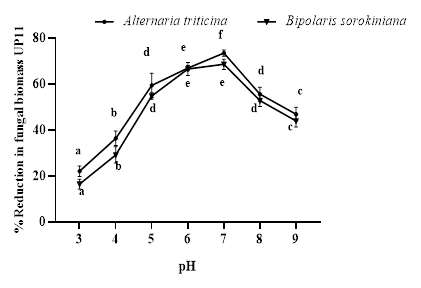 Alternaria triticina Bipolaris sorokiniana
% Reduction in fungal biomass UP11
80
60
40
20
0
a
b
d
e
f
d
c
a
b
d
e
e
d
c
3 4 5 6 7 8 9
pH